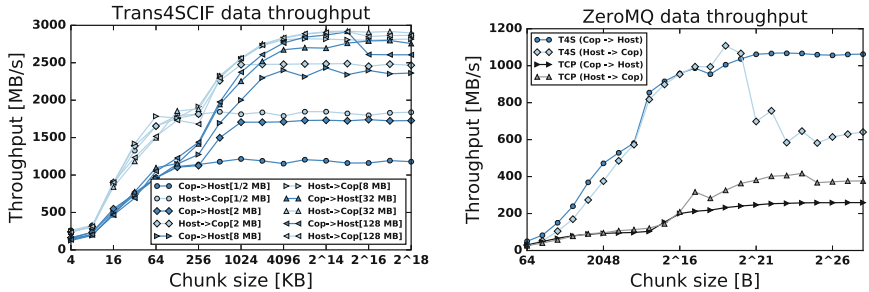 Trans4SCIF data throughput
Throughput [MB/s]
3000
2500
2000
1500
1000
500
0
Cop->Host[1/2 MB]
Host->Cop[1/2 MB]
Cop->Host[2 MB]
Host->Cop[2 MB]
Cop->Host[8 MB]
Host->Cop[8 MB]
Cop->Host[32 MB]
Host->Cop[32 MB]
Cop->Host[128 MB]
Host->Cop[128 MB]
4 16 64 256 1024 4096 2^14 2^16 2^18
Chunk size [KB]
ZeroMQ data throughput
Throughput [MB/s]
1200
1000
800
600
400
200
0
T4S (Cop -> Host)
T4S (Host -> Cop)
TCP (Cop -> Host)
TCP (Host -> Cop)
64 2048 2^16 2^21 2^26
Chunk size [B]